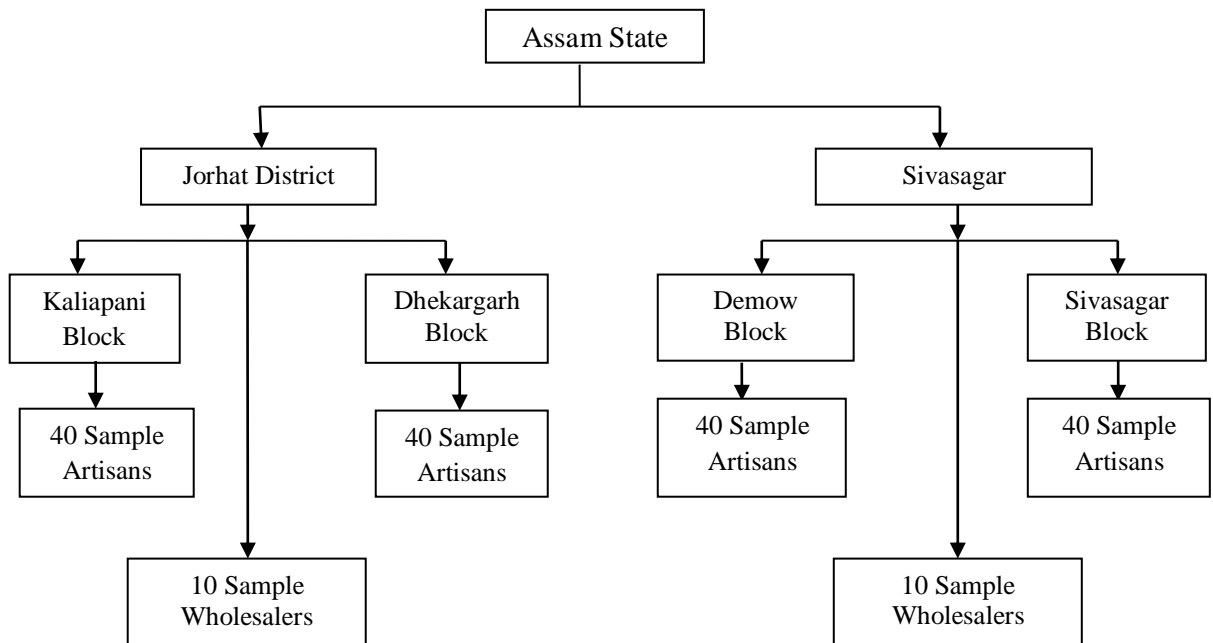 Assam State
Jorhat District
Sivasagar
Kaliapani
Block
Dhekargarh
Block
Demow
Block
Sivasagar
Block
40 Sample
Artisans
40 Sample
Artisans
40 Sample
Artisans
40 Sample
Artisans
10 Sample
Wholesalers
10 Sample
Wholesalers